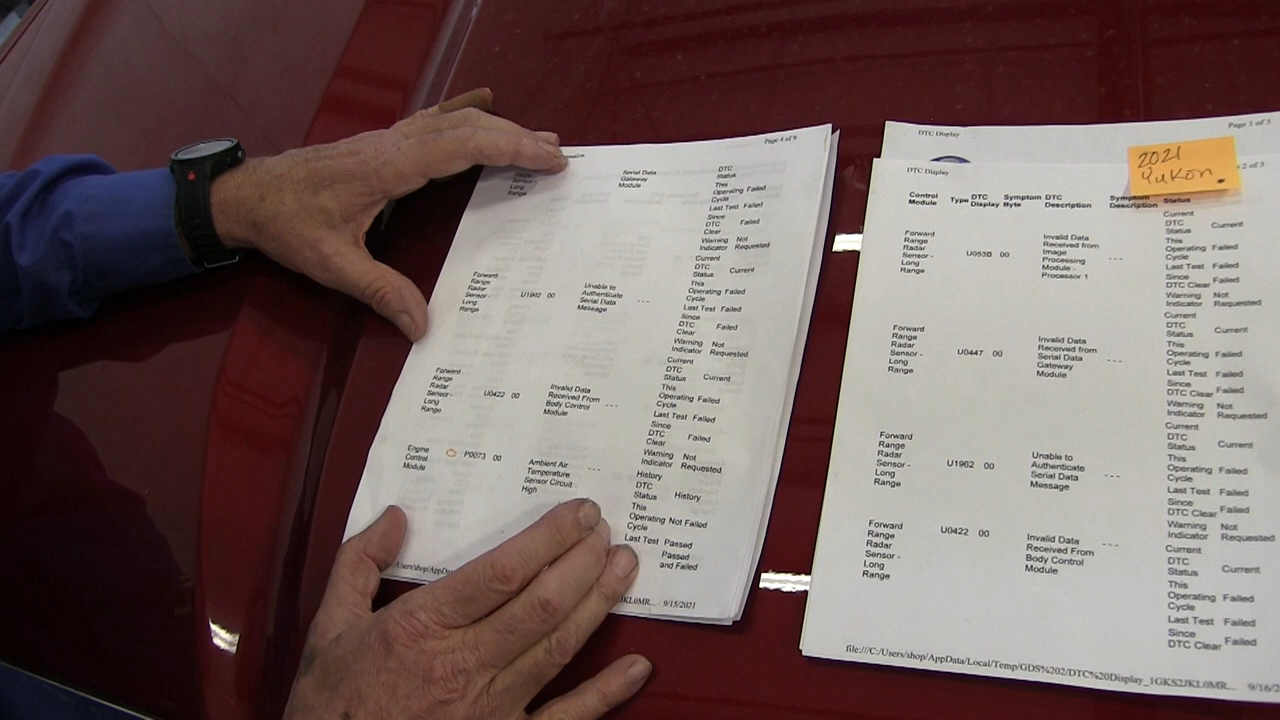 Page 4 of 9
Radar
Sensor -
Long
Range
Serial Data
Gateway
Module
DTC
Status
This
Operating Failed
Cycle
Last Test Failed
Since
DTC Failed
Clear
Warning Not
Indicator Requested
Forward
Range
Radar
Sensor -
Long
Range
U1962 00
Unable to
Authenticate
Serial Data
Message
---
Current
DTC Current
Status
This
Operating Failed
Cycle
Last Test Failed
Since
DTC Failed
Clear
Warning Not
Indicator Requested
Forward
Range
Radar
Sensor -
Long
Range
U0422 00
Invalid Data
Received From
Body Control
Module
---
Current
DTC
Status Current
This
Operating Failed
Cycle
Last Test Failed
Since
DTC Failed
Clear
Warning Not
Indicator Requested
Engine
Control
Module
P0073 00
Ambient Air
Temperature
Sensor Circuit
High
---
History
DTC
Status History
This
Operating Not Failed
Cycle
Last Test Passed
Passed
and Failed
/Users/shop/AppDa
JKL0MR... 9/15/2021
DTC Display
Page 1 of 3
2021
Yukon.
DTC Display
2 of 3
Control
Module
Type
DTC
Display
Symptom
Byte
DTC
Description
Symptom
Description
Status
Forward
Range
Radar
Sensor -
Long
Range
U053B 00
Invalid Data
Received from
Image
Processing
Module -
Processor 1
---
Current
DTC Current
Status
This
Operating Failed
Cycle
Last Test Failed
Since
DTC Clear Failed
Warning Not
Indicator Requested
Forward
Range
Radar
Sensor -
Long
Range
U0447 00
Invalid Data
Received from
Serial Data
Gateway
Module
---
Current
DTC Current
Status
This
Operating Failed
Cycle
Last Test Failed
Since
DTC Clear Failed
Warning Not
Indicator Requested
Forward
Range
Radar
Sensor -
Long
Range
U1962 00
Unable to
Authenticate
Serial Data
Message
---
Current
DTC Current
Status
This
Operating Failed
Cycle
Last Test Failed
Since
DTC Clear Failed
Warning Not
Indicator Requested
Forward
Range
Radar
Sensor -
Long
Range
U0422 00
Invalid Data
Received From
Body Control
Module
---
Current
DTC Current
Status
This
Operating Failed
Cycle
Last Test Failed
Since
DTC Clear Failed
file:///C:/Users/shop/AppData/Local/Temp/GDS%202/DTC%20Display_1GKS2JKL0MR... 9/16/2